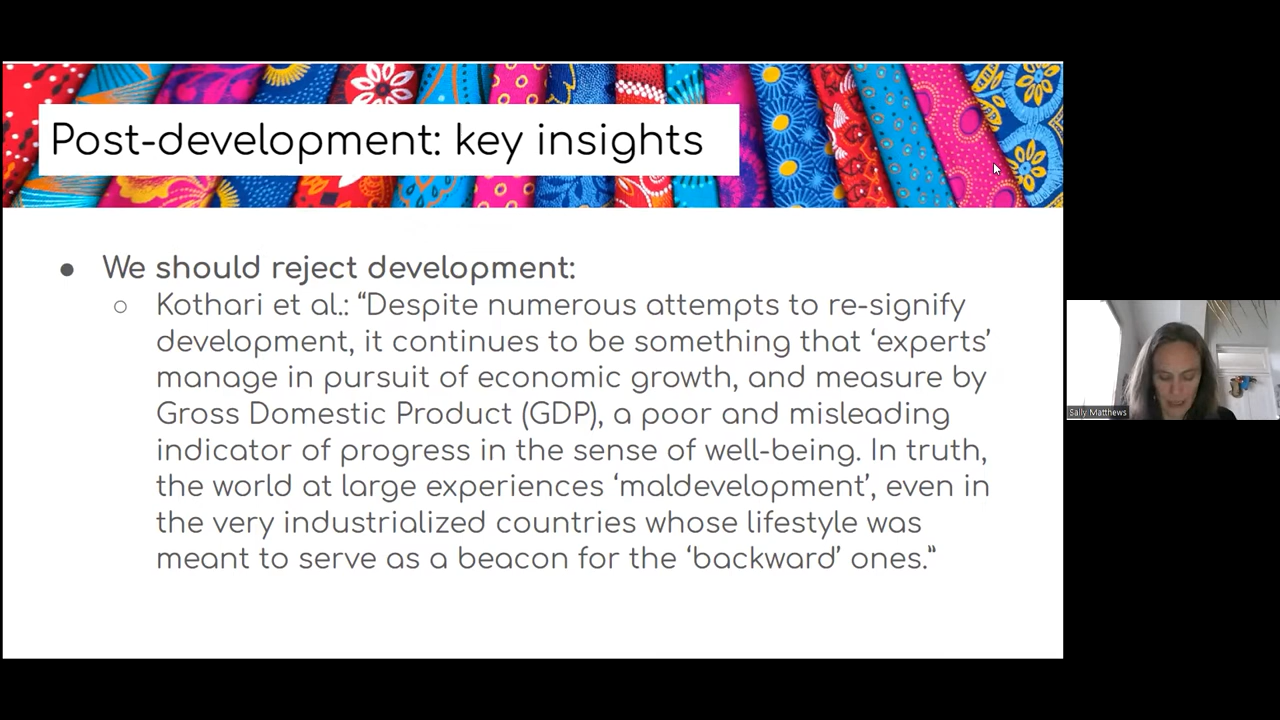 Post-development: key insights
● We should reject development:
○ Kothari et al.: “Despite numerous attempts to re-signify
development, it continues to be something that ‘experts’
manage in pursuit of economic growth, and measure by
Gross Domestic Product (GDP), a poor and misleading
indicator of progress in the sense of well-being. In truth,
the world at large experiences ‘maldevelopment’, even in
the very industrialized countries whose lifestyle was
meant to serve as a beacon for the ‘backward’ ones.”
Sally Matthews